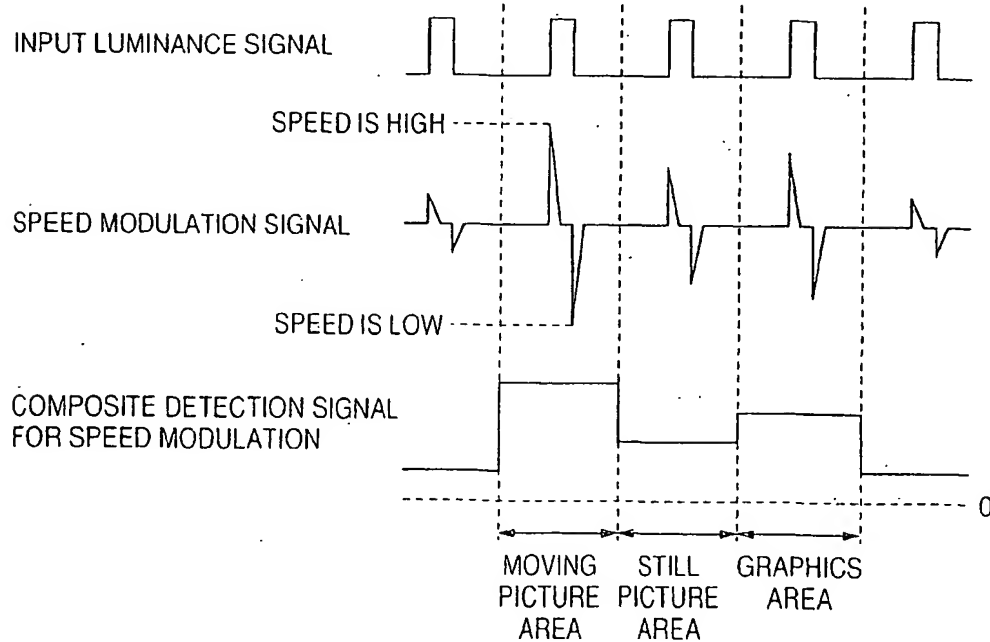 INPUT LUMINANCE SIGNAL
SPEED IS HIGH
SPEED MODULATION SIGNAL
SPEED IS LOW
COMPOSITE DETECTION SIGNAL
FOR SPEED MODULATION
0
MOVING
PICTURE
AREA
STILL
PICTURE
AREA
GRAPHICS
AREA